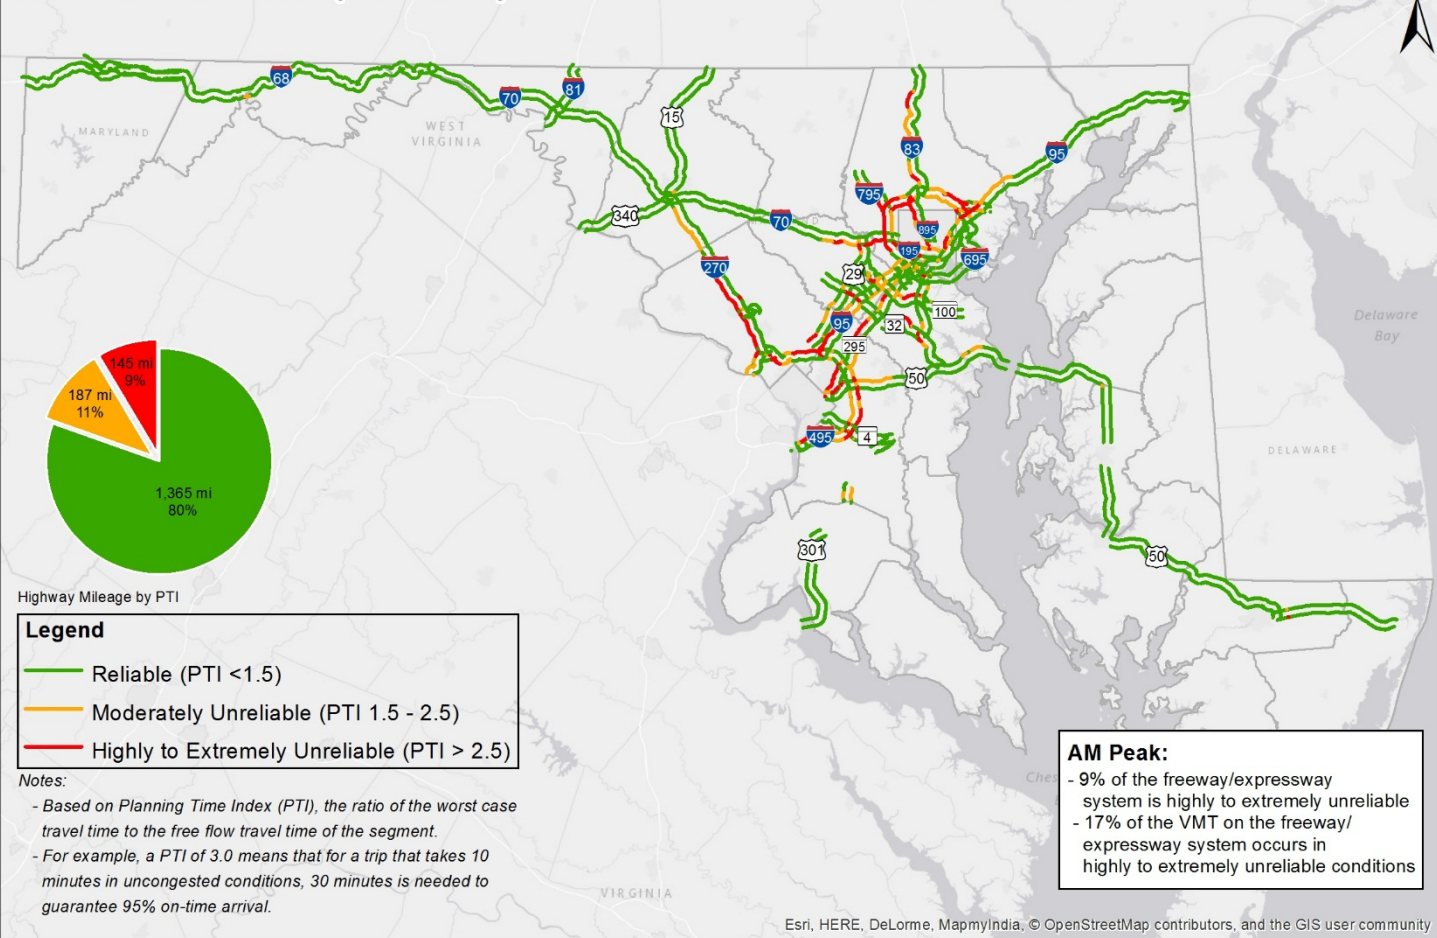 68
70
81
15
83
95
MARYLAND
WEST
VIRGINIA
795
340
70
895
195
695
270
29
100
95
32
295
Delaware
Bay
50
495
4
DELAWARE
301
50
145 mi
9%
187 mi
11%
1,365 mi
80%
Highway Mileage by PTI
Legend
Reliable (PTI <1.5)
Moderately Unreliable (PTI 1.5 - 2.5)
Highly to Extremely Unreliable (PTI > 2.5)
Notes:
- Based on Planning Time Index (PTI), the ratio of the worst case
travel time to the free flow travel time of the segment.
- For example, a PTI of 3.0 means that for a trip that takes 10
minutes in uncongested conditions, 30 minutes is needed to
guarantee 95% on-time arrival.
AM Peak:
- 9% of the freeway/expressway
system is highly to extremely unreliable
- 17% of the VMT on the freeway/
expressway system occurs in
highly to extremely unreliable conditions
VIRGINIA
Esri, HERE, DeLorme, MapmyIndia, © OpenStreetMap contributors, and the GIS user community